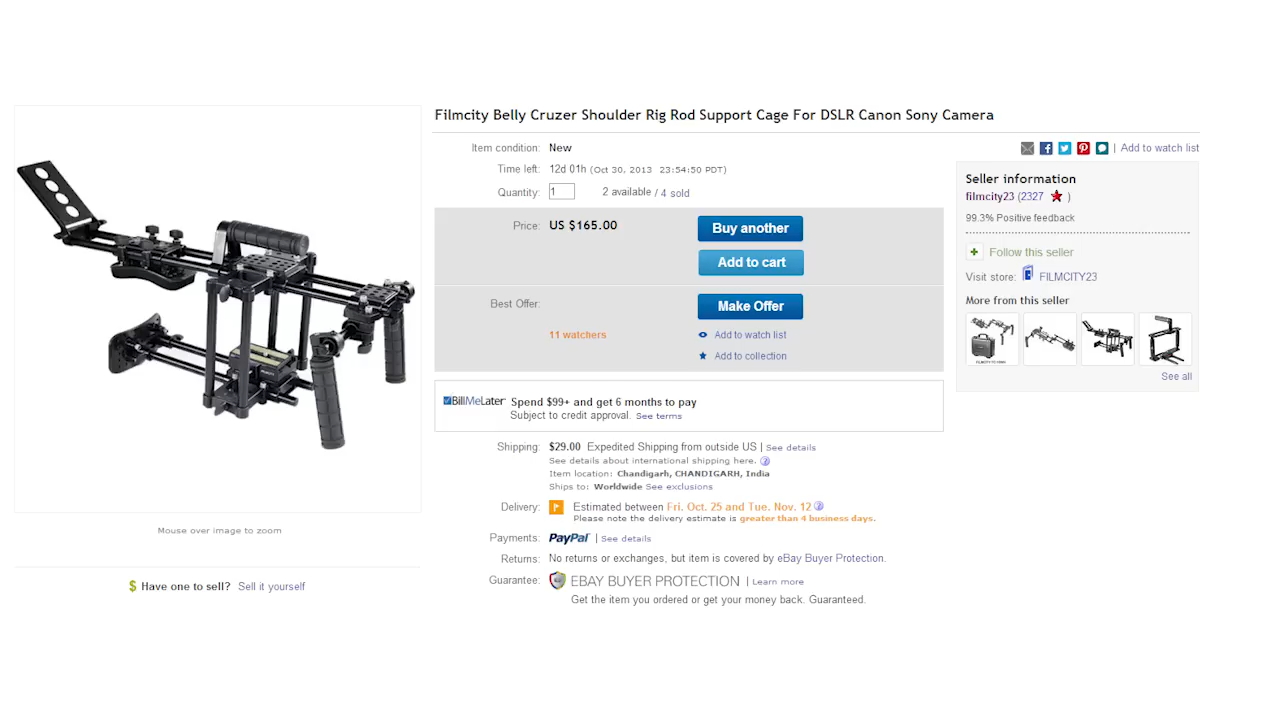 Filmcity Belly Cruzer Shoulder Rig Rod Support Cage For DSLR Canon Sony Camera
Item condition: New
| Add to watch list
Time left: 12d 01h (Oct 30, 2013 23:54:50 PDT)
Quantity: 1 2 available / 4 sold
Price: US $165.00
Buy another
Add to cart
Best Offer:
Make Offer
11 watchers
Add to watch list
Add to collection
Seller information
filmcity23 (2327 )
99.3% Positive feedback
Follow this seller
Visit store: FILMCITY23
More from this seller
See all
BillMeLater Spend $99+ and get 6 months to pay
Subject to credit approval. See terms
Shipping: $29.00 Expedited Shipping from outside US | See details
See details about international shipping here. ?
Item location: Chandigarh, CHANDIGARH, India
Ships to: Worldwide See exclusions
Delivery: Estimated between Fri. Oct. 25 and Tue. Nov. 12 ?
Please note the delivery estimate is greater than 4 business days.
Payments: PayPal | See details
Returns: No returns or exchanges, but item is covered by eBay Buyer Protection.
Guarantee: EBAY BUYER PROTECTION | Learn more
Get the item you ordered or get your money back. Guaranteed.
Mouse over image to zoom
$ Have one to sell? Sell it yourself